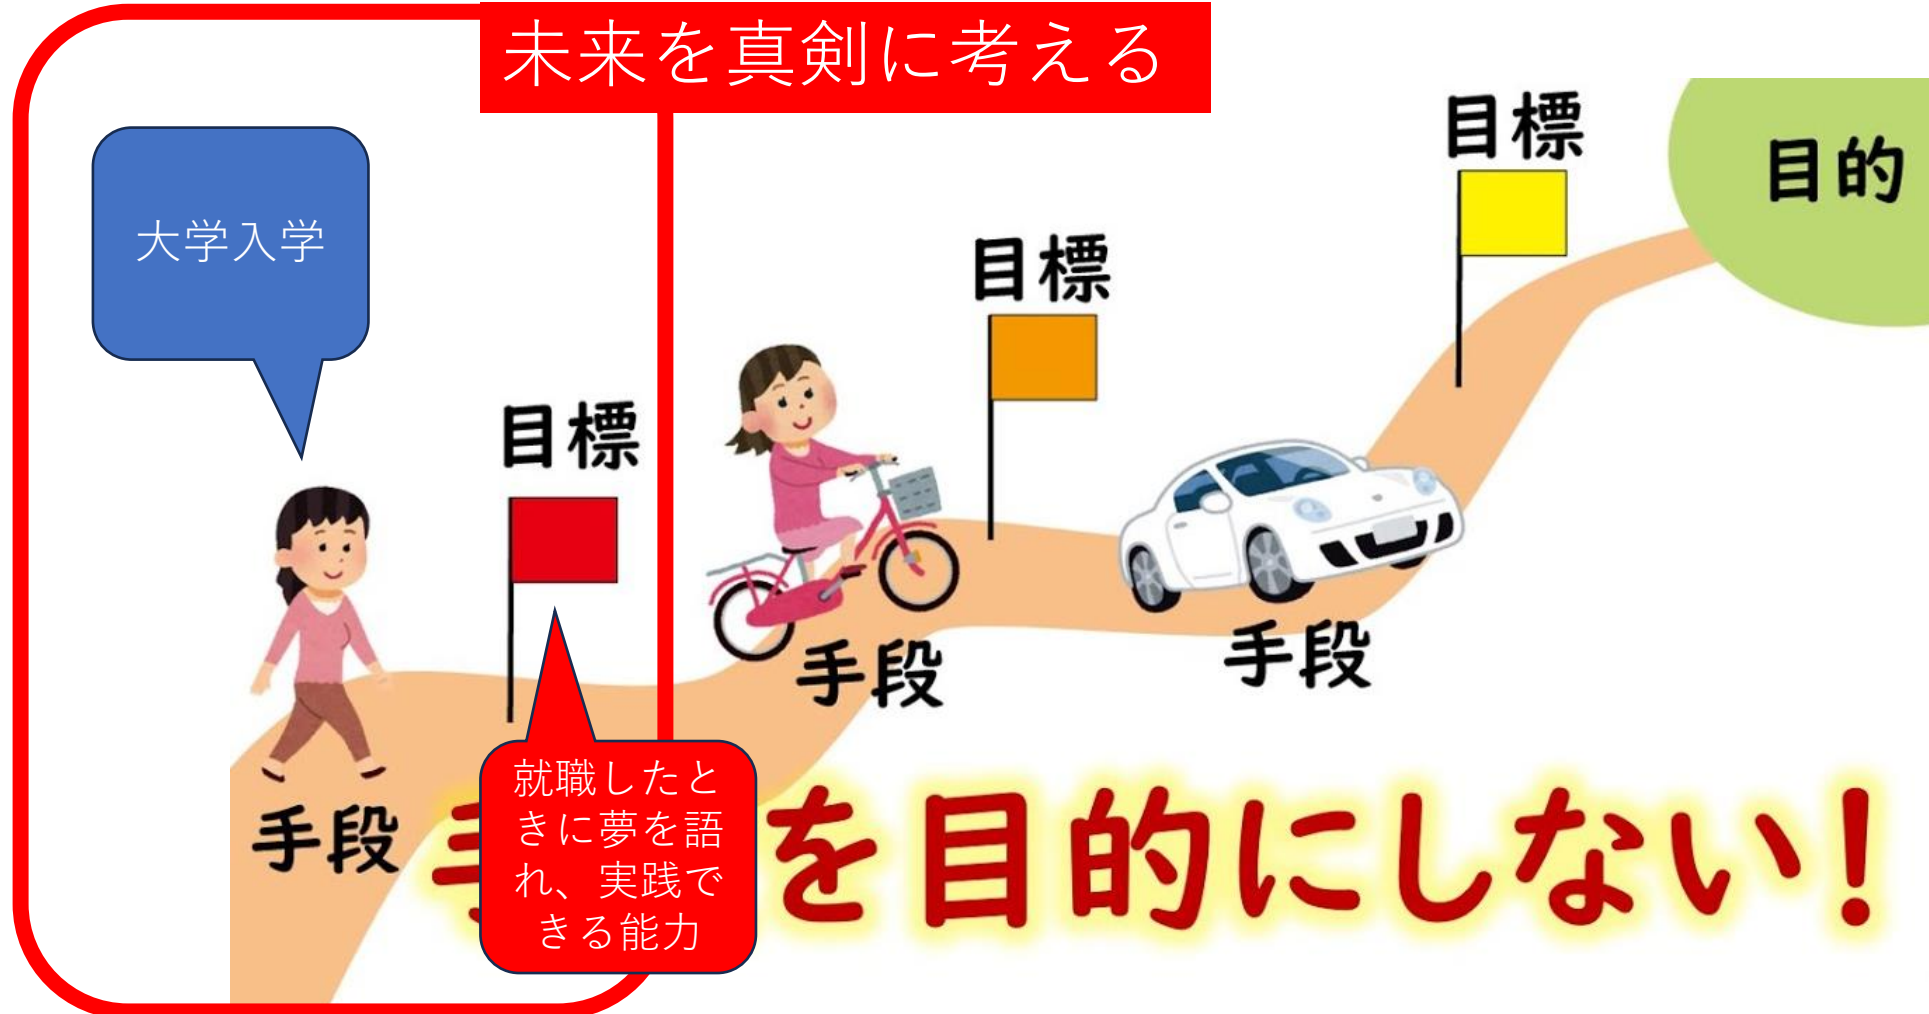 未来を真剣に考える
目標
目的
大学入学
目標
目標
手段
手段
手段
を目的にしない!
就職したと
きに夢を語
れ、実践で
きる能力